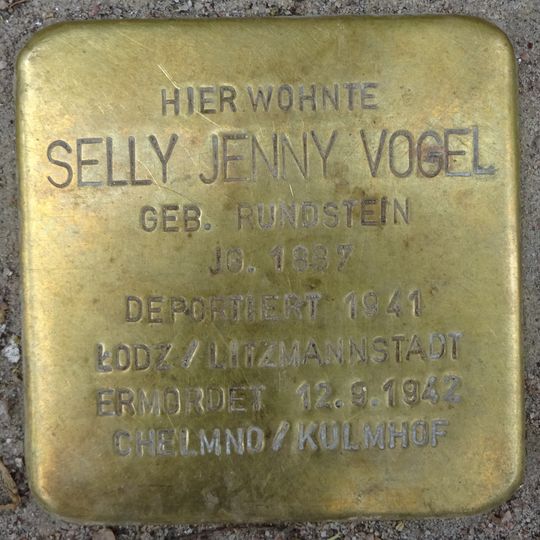 HIER WOHNTE
SELLY JENNY VOGEL
GEB. RUNDSTEIN
JG. 1887
DEPORTIERT 1941
ŁODZ/LITZMANNSTADT
ERMORDET 12.9.1942
CHELMNO/KULMHOF